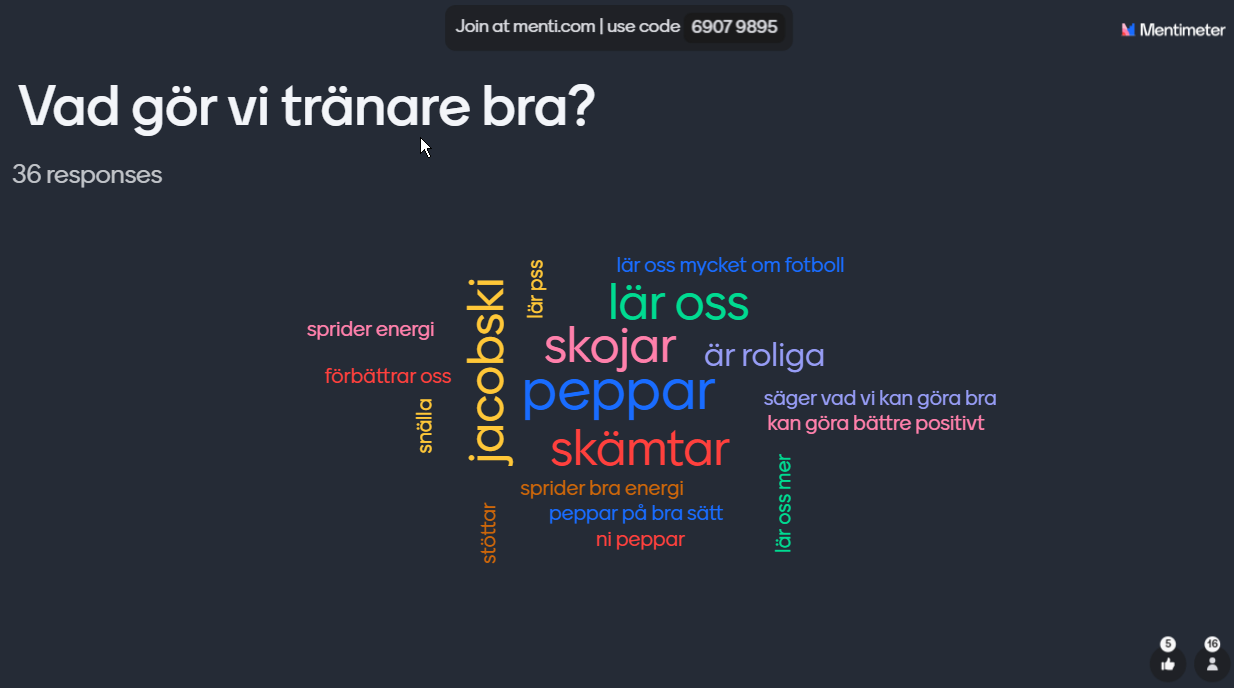 Join at menti.com | use code 6907 9895
Mentimeter
Vad gör vi tränare bra?
36 responses
lär oss mycket om fotboll
lär pss
lär oss
jacobski
sprider energi
skojar
är roliga
förbättrar oss
peppar
säger vad vi kan göra bra
snälla
kan göra bättre positivt
skämtar
sprider bra energi
lär oss mer
stöttar
peppar på bra sätt
ni peppar
5
16